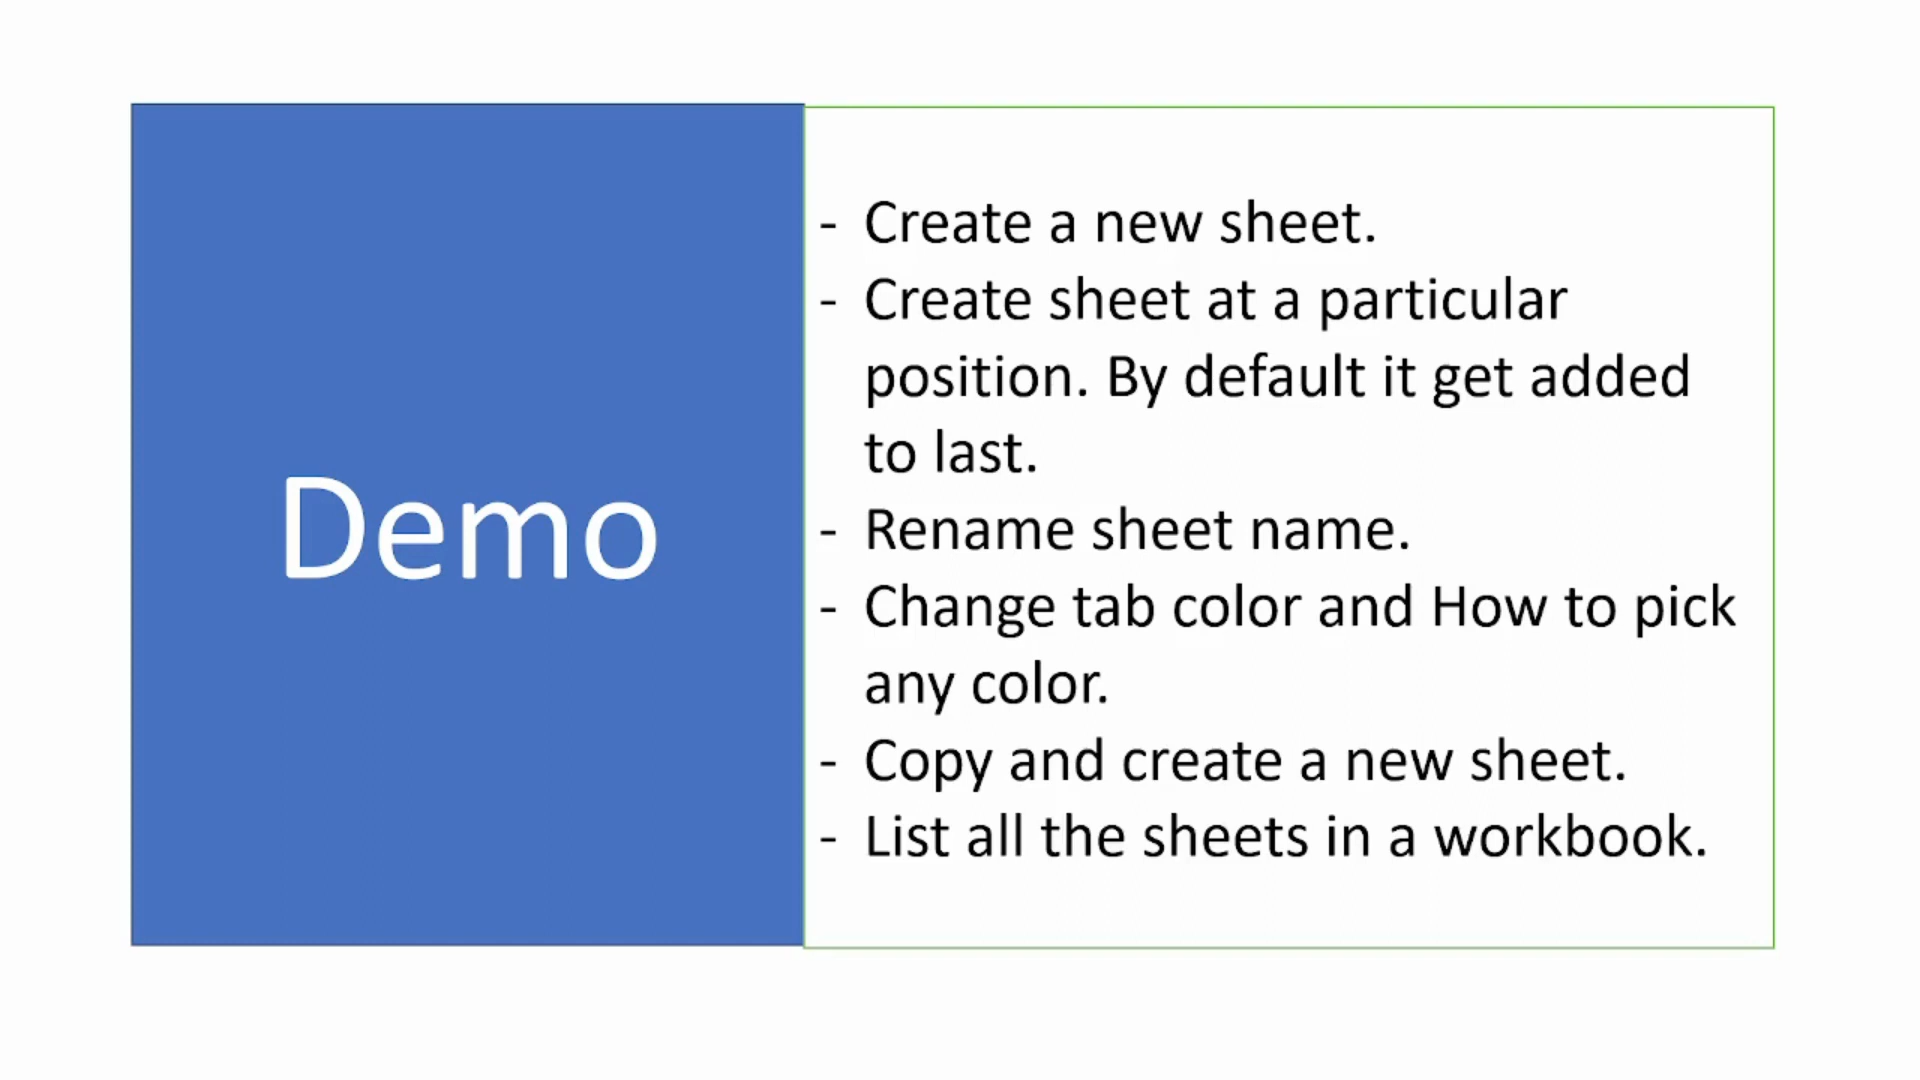 Demo
- Create a new sheet.
- Create sheet at a particular
position. By default it get added
to last.
- Rename sheet name.
- Change tab color and How to pick
any color.
- Copy and create a new sheet.
- List all the sheets in a workbook.